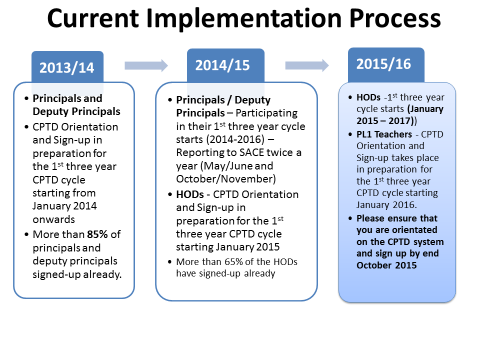 Current Implementation Process
2013/14
• Principals and
Deputy Principals
• CPTD Orientation
and Sign-up in
preparation for
the 1st three year
CPTD cycle
starting from
January 2014
onwards
• More than 85% of
principals and
deputy principals
signed-up already.
2014/15
• Principals / Deputy
Principals – Participating
in their 1st three year cycle
starts (2014-2016) –
Reporting to SACE twice a
year (May/June and
October/November)
• HODs - CPTD Orientation
and Sign-up in
preparation for the 1st
three year CPTD cycle
starting January 2015
• More than 65% of the HODs
have signed-up already
2015/16
• HODs -1st three year
cycle starts (January
2015 – 2017))
• PL1 Teachers - CPTD
Orientation and
Sign-up takes place
in preparation for
the 1st three year
CPTD cycle starting
January 2016.
• Please ensure that
you are orientated
on the CPTD system
and sign up by end
October 2015